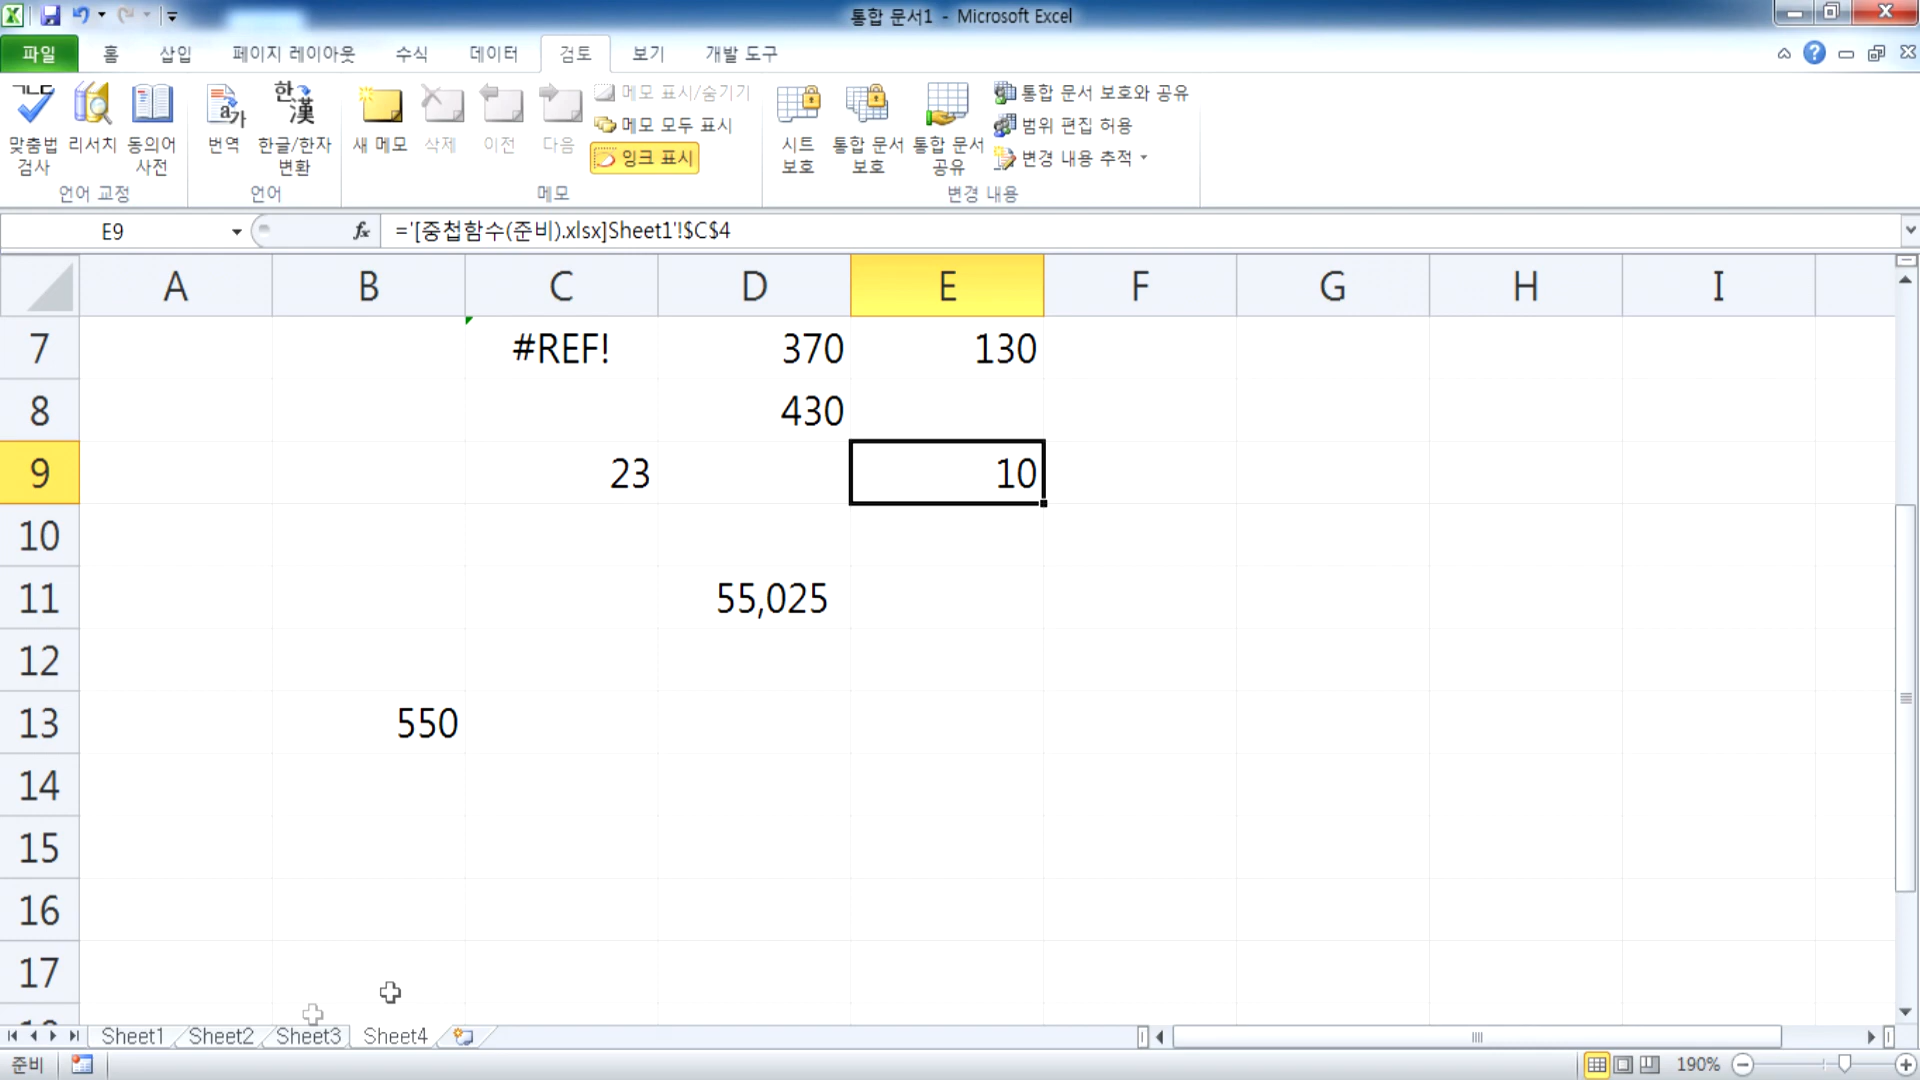 통합 문서1 - Microsoft Excel
파일 홈 삽입 페이지 레이아웃 수식 데이터 검토 보기 개발 도구
맞춤법 검사
리서치
동의어 사전
번역
한글/한자 변환
새 메모
삭제
이전
다음
메모 표시/숨기기
메모 모두 표시
잉크 표시
시트 보호
통합 문서 보호
통합 문서 공유
통합 문서 보호와 공유
범위 편집 허용
변경 내용 추적
언어 교정 언어 메모 변경 내용
E9 fx ='[중첩함수(준비).xlsx]Sheet1'!$C$4
A B C D E F G H I
7 #REF! 370 130
8 430
9 23 10
10
11 55,025
12
13 550
14
15
16
17
Sheet1 Sheet2 Sheet3 Sheet4
준비 190%